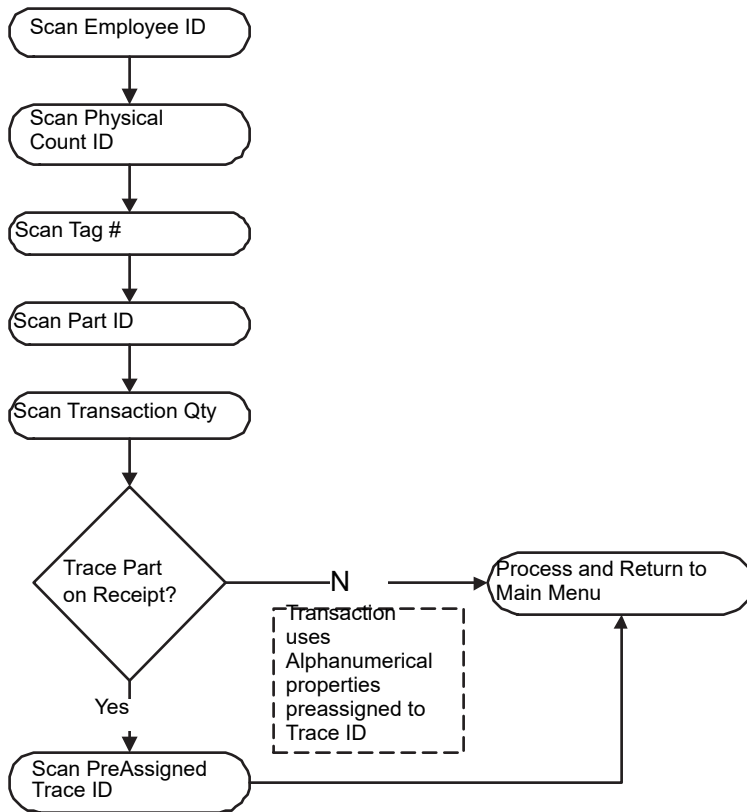 Scan Employee ID
Scan Physical
Count ID
Scan Tag #
Scan Part ID
Scan Transaction Qty
Trace Part
on Receipt?
N
Process and Return to
Main Menu
Transaction
uses
Alphanumerical
properties
preassigned to
Trace ID
Yes
Scan PreAssigned
Trace ID